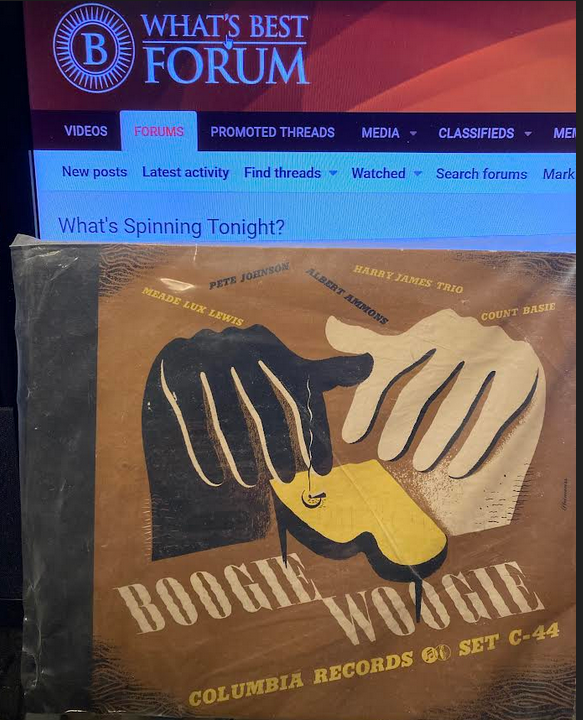 B
WHAT'S BEST
FORUM
VIDEOS FORUMS PROMOTED THREADS MEDIA CLASSIFIEDS
New posts Latest activity Find threads Watched Search forums Mark
What's Spinning Tonight?
MEADE LUX LEWIS
PETE JOHNSON
ALBERT AMMONS
HARRY JAMES TRIO
COUNT BASIE
BOOGIE
WOOGIE
COLUMBIA RECORDS SET C-44